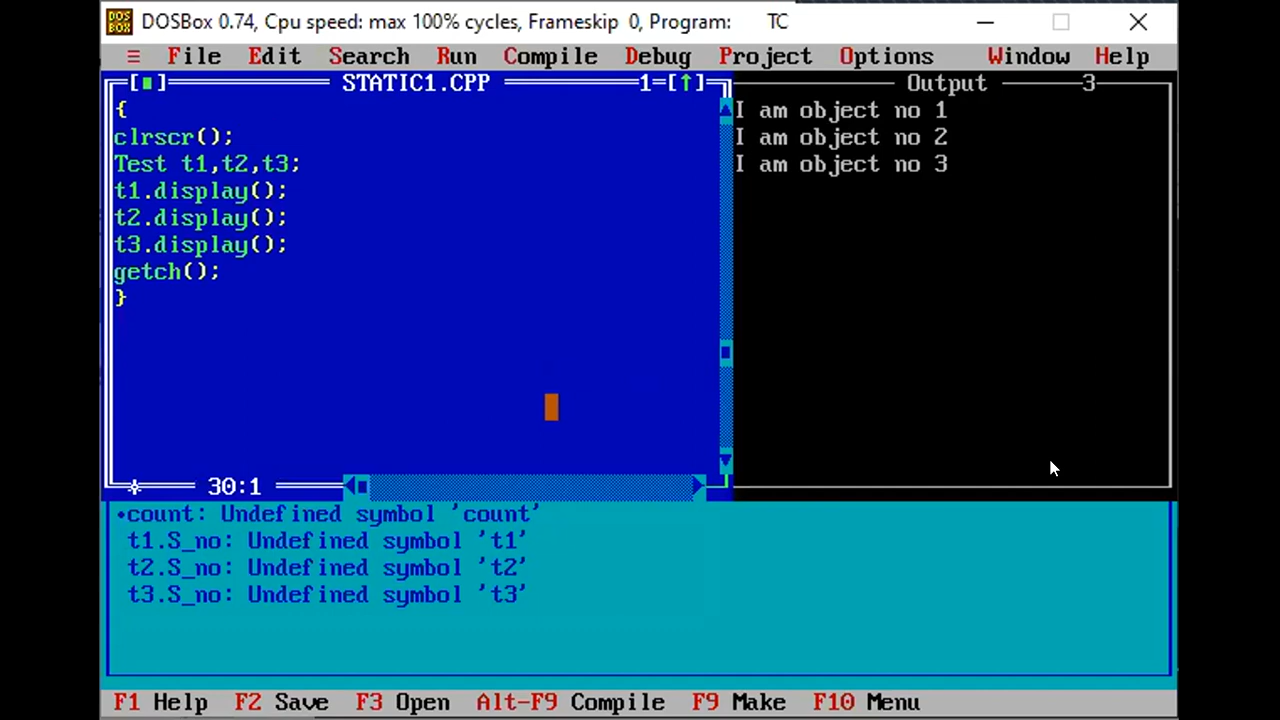 DOSBox 0.74, Cpu speed: max 100% cycles, Frameskip 0, Program: TC
≡ File Edit Search Run Compile Debug Project Options Window Help
[■] STATIC1.CPP 1=[↑]
{
clrscr();
Test t1,t2,t3;
t1.display();
t2.display();
t3.display();
getch();
}
30:1
Output 3
I am object no 1
I am object no 2
I am object no 3
•count: Undefined symbol 'count'
t1.S_no: Undefined symbol 't1'
t2.S_no: Undefined symbol 't2'
t3.S_no: Undefined symbol 't3'
F1 Help F2 Save F3 Open Alt-F9 Compile F9 Make F10 Menu